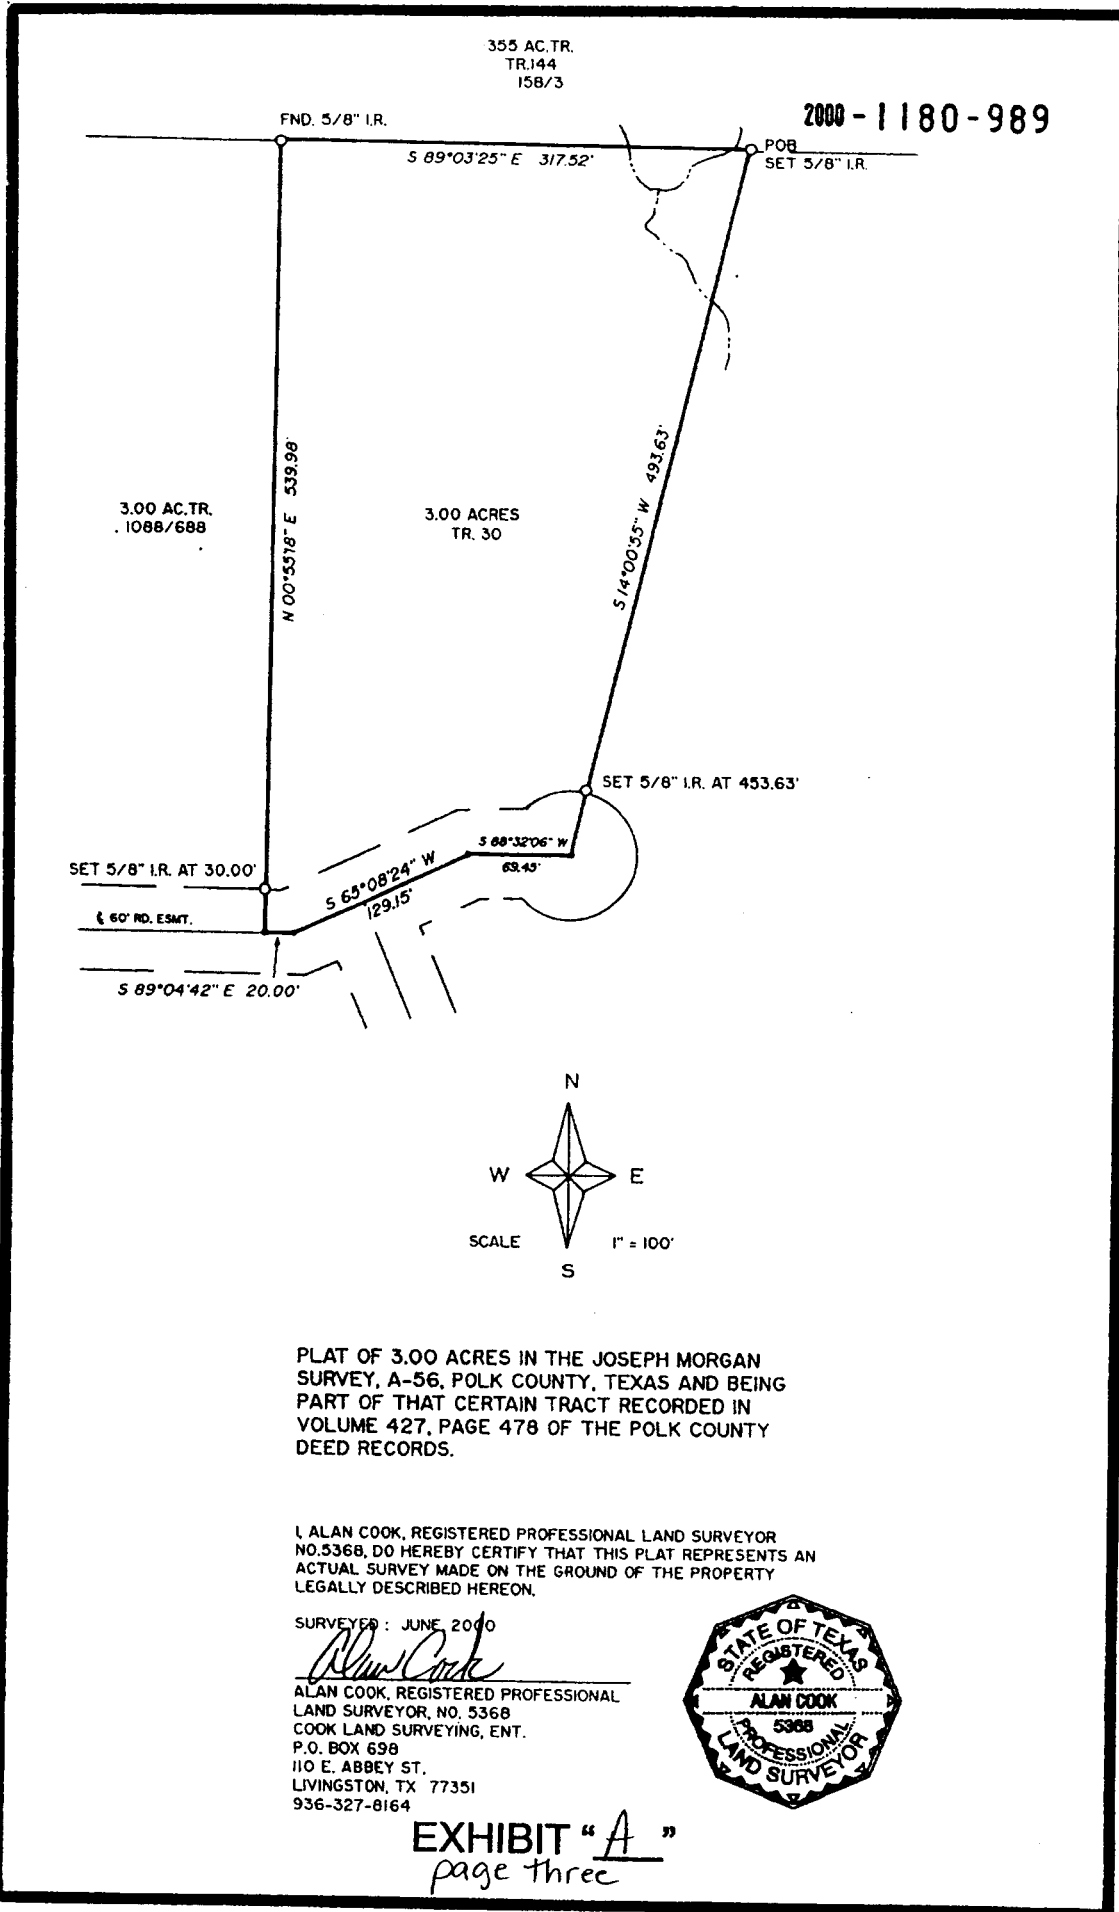 355 AC.TR.
TR.144
158/3
2000-1180-989
FND. 5/8" I.R.
POB
SET 5/8" I.R.
S 89°03'25" E 317.52'
N 00°55'18" E 539.98'
3.00 AC.TR.
1088/688
3.00 ACRES
TR. 30
S 14°00'55" W 493.63'
SET 5/8" I.R. AT 453.63'
S 88°32'06" W
69.45'
S 65°08'24" W
129.15'
SET 5/8" I.R. AT 30.00'
℄ 60' RD. ESMT.
S 89°04'42" E 20.00'
N
W E
SCALE 1" = 100'
S
PLAT OF 3.00 ACRES IN THE JOSEPH MORGAN
SURVEY, A-56, POLK COUNTY, TEXAS AND BEING
PART OF THAT CERTAIN TRACT RECORDED IN
VOLUME 427, PAGE 478 OF THE POLK COUNTY
DEED RECORDS.
I, ALAN COOK, REGISTERED PROFESSIONAL LAND SURVEYOR
NO.5368, DO HEREBY CERTIFY THAT THIS PLAT REPRESENTS AN
ACTUAL SURVEY MADE ON THE GROUND OF THE PROPERTY
LEGALLY DESCRIBED HEREON.
SURVEYED : JUNE, 2000
Alan Cook
ALAN COOK, REGISTERED PROFESSIONAL
LAND SURVEYOR, NO. 5368
COOK LAND SURVEYING, ENT.
P.O. BOX 698
110 E. ABBEY ST.
LIVINGSTON, TX 77351
936-327-8164
STATE OF TEXAS
REGISTERED
ALAN COOK
5368
PROFESSIONAL
LAND SURVEYOR
EXHIBIT "A"
page three